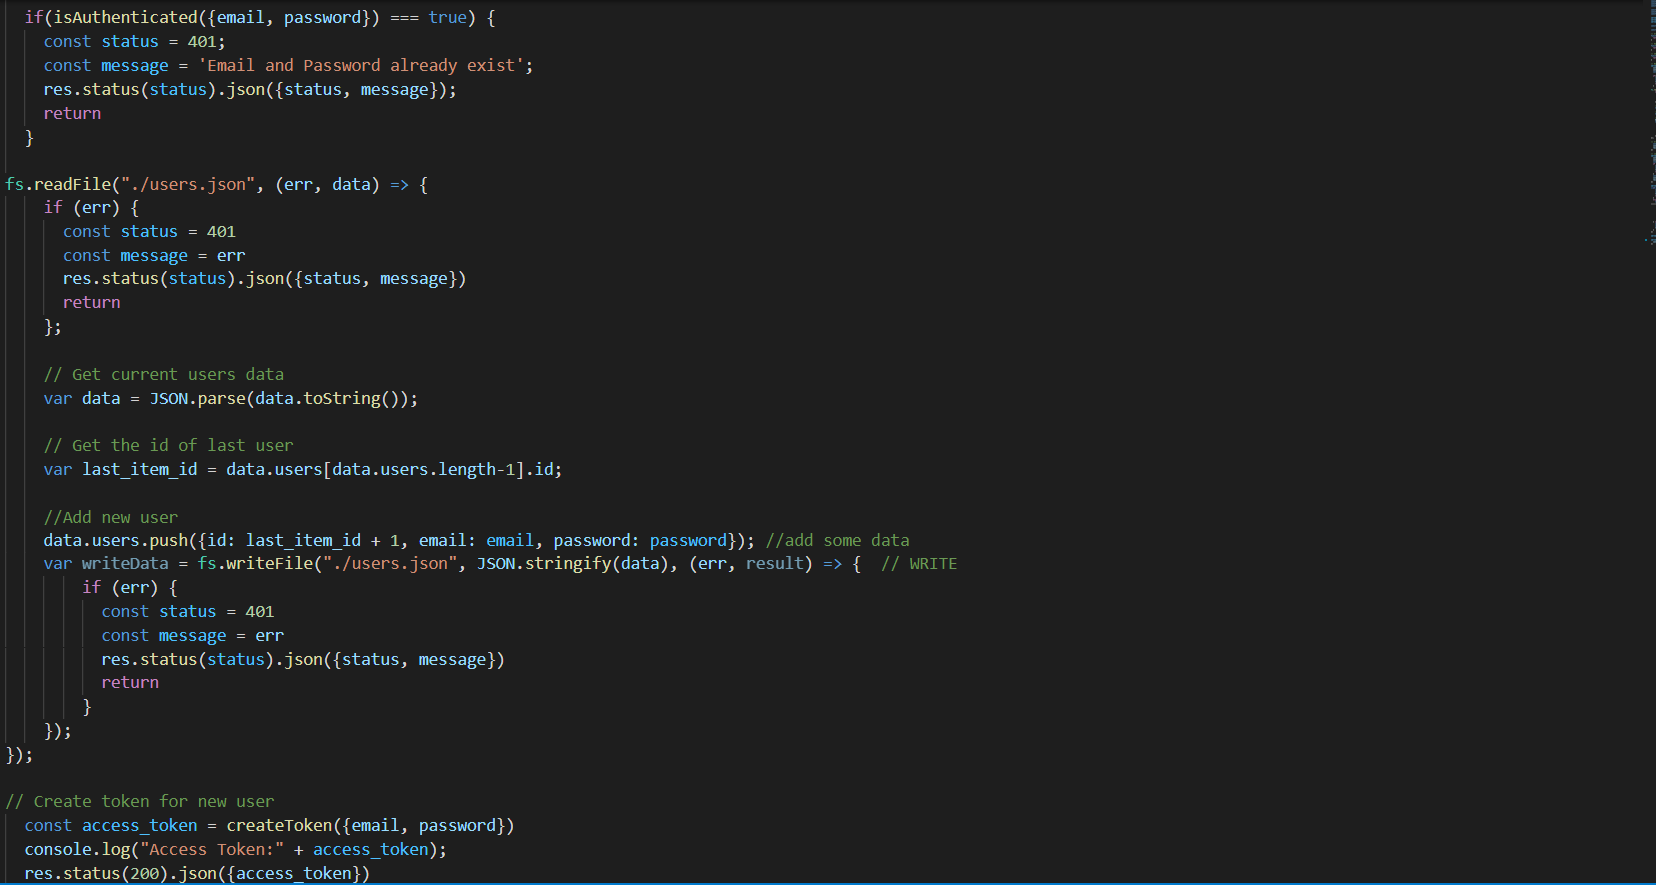 if(isAuthenticated({email, password}) === true) {
const status = 401;
const message = 'Email and Password already exist';
res.status(status).json({status, message});
return
}
fs.readFile("./users.json", (err, data) => {
if (err) {
const status = 401
const message = err
res.status(status).json({status, message})
return
};
// Get current users data
var data = JSON.parse(data.toString());
// Get the id of last user
var last_item_id = data.users[data.users.length-1].id;
//Add new user
data.users.push({id: last_item_id + 1, email: email, password: password}); //add some data
var writeData = fs.writeFile("./users.json", JSON.stringify(data), (err, result) => {  // WRITE
if (err) {
const status = 401
const message = err
res.status(status).json({status, message})
return
}
});
});
// Create token for new user
const access_token = createToken({email, password})
console.log("Access Token:" + access_token);
res.status(200).json({access_token})